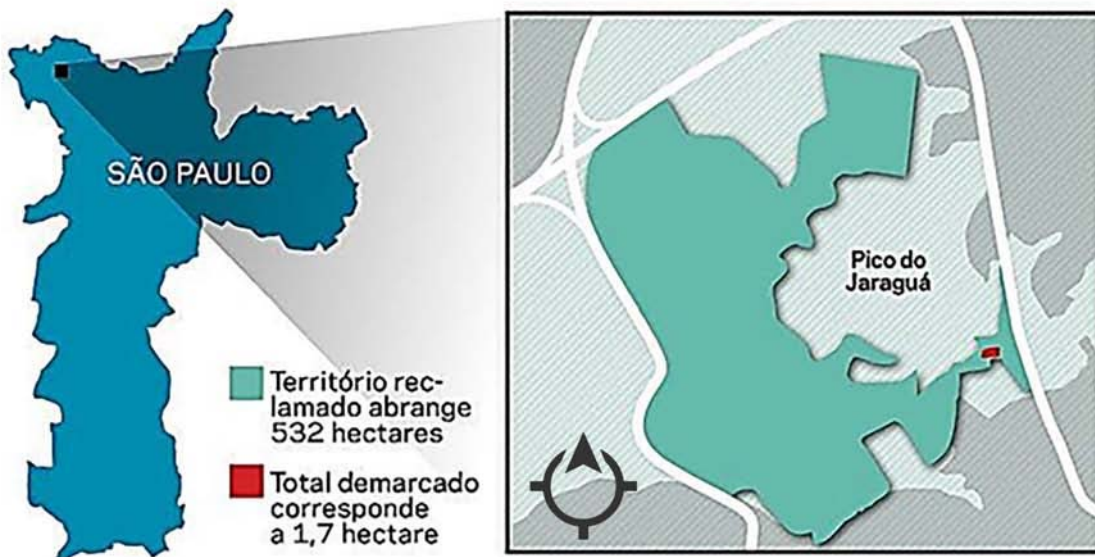 SÃO PAULO
Território rec-
lamado abrange
532 hectares
Total demarcado
corresponde
a 1,7 hectare
Pico do
Jaraguá